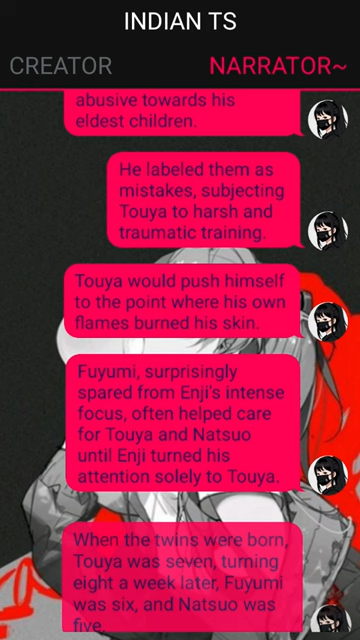 INDIAN TS
CREATOR NARRATOR~
abusive towards his
eldest children.
He labeled them as
mistakes, subjecting
Touya to harsh and
traumatic training.
Touya would push himself
to the point where his own
flames burned his skin.
Fuyumi, surprisingly
spared from Enji's intense
focus, often helped care
for Touya and Natsuo
until Enji turned his
attention solely to Touya.
When the twins were born,
Touya was seven, turning
eight a week later, Fuyumi
was six, and Natsuo was
five.